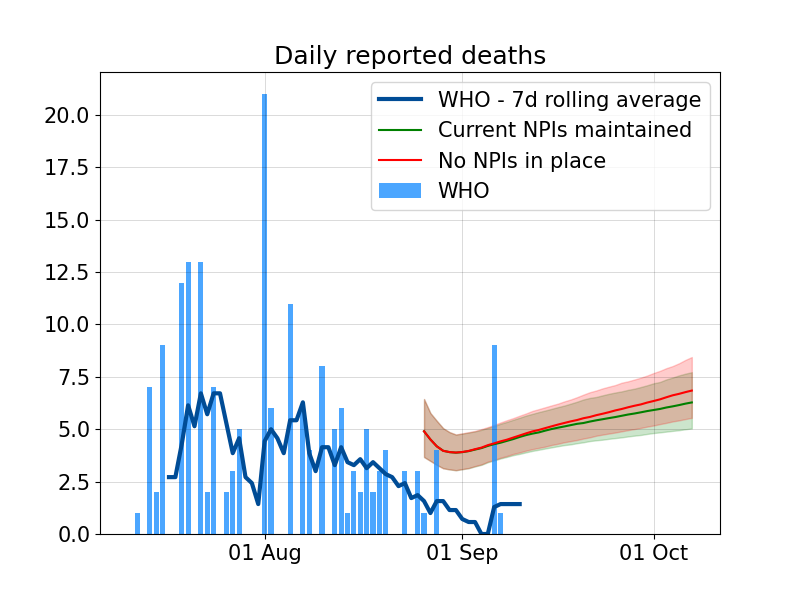 Daily reported deaths
WHO - 7d rolling average
Current NPIs maintained
No NPIs in place
WHO
20.0
17.5
15.0
12.5
10.0
7.5
5.0
2.5
0.0
01 Aug
01 Sep
01 Oct